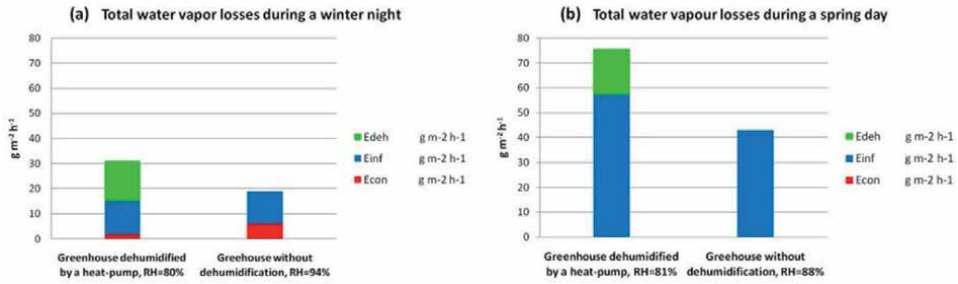 (a) Total water vapor losses during a winter night
80
70
60
50
40
30
20
10
0
g m⁻² h⁻¹
Edeh g m-2 h-1
Einf g m-2 h-1
Econ g m-2 h-1
Greenhouse dehumidified
by a heat-pump, RH=80%
Greehouse without
dehumidification, RH=94%
(b) Total water vapour losses during a spring day
80
70
60
50
40
30
20
10
0
g m⁻² h⁻¹
Edeh g m-2 h-1
Einf g m-2 h-1
Econ g m-2 h-1
Greenhouse dehumidified
by a heat-pump, RH=81%
Greehouse without
dehumidification, RH=88%